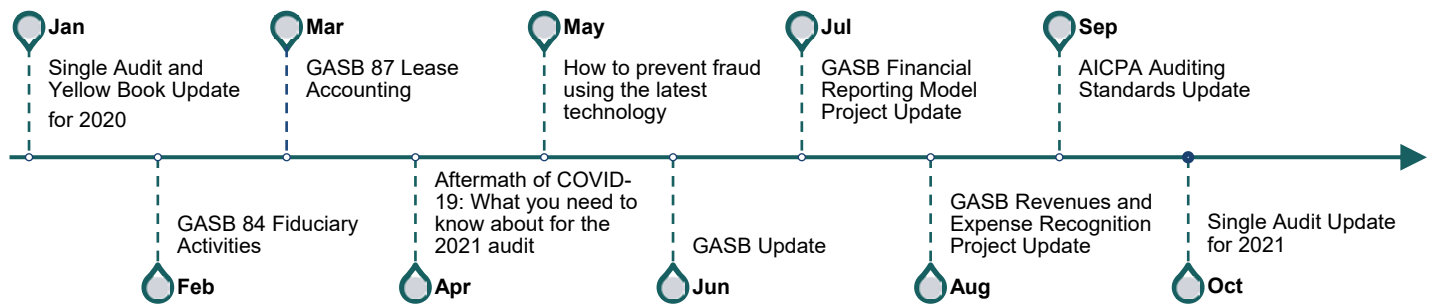 Jan
Single Audit and
Yellow Book Update
for 2020
Mar
GASB 87 Lease
Accounting
May
How to prevent fraud
using the latest
technology
Jul
GASB Financial
Reporting Model
Project Update
Sep
AICPA Auditing
Standards Update
GASB 84 Fiduciary
Activities
Feb
Aftermath of COVID-
19: What you need to
know about for the
2021 audit
Apr
GASB Update
Jun
GASB Revenues and
Expense Recognition
Project Update
Aug
Single Audit Update
for 2021
Oct